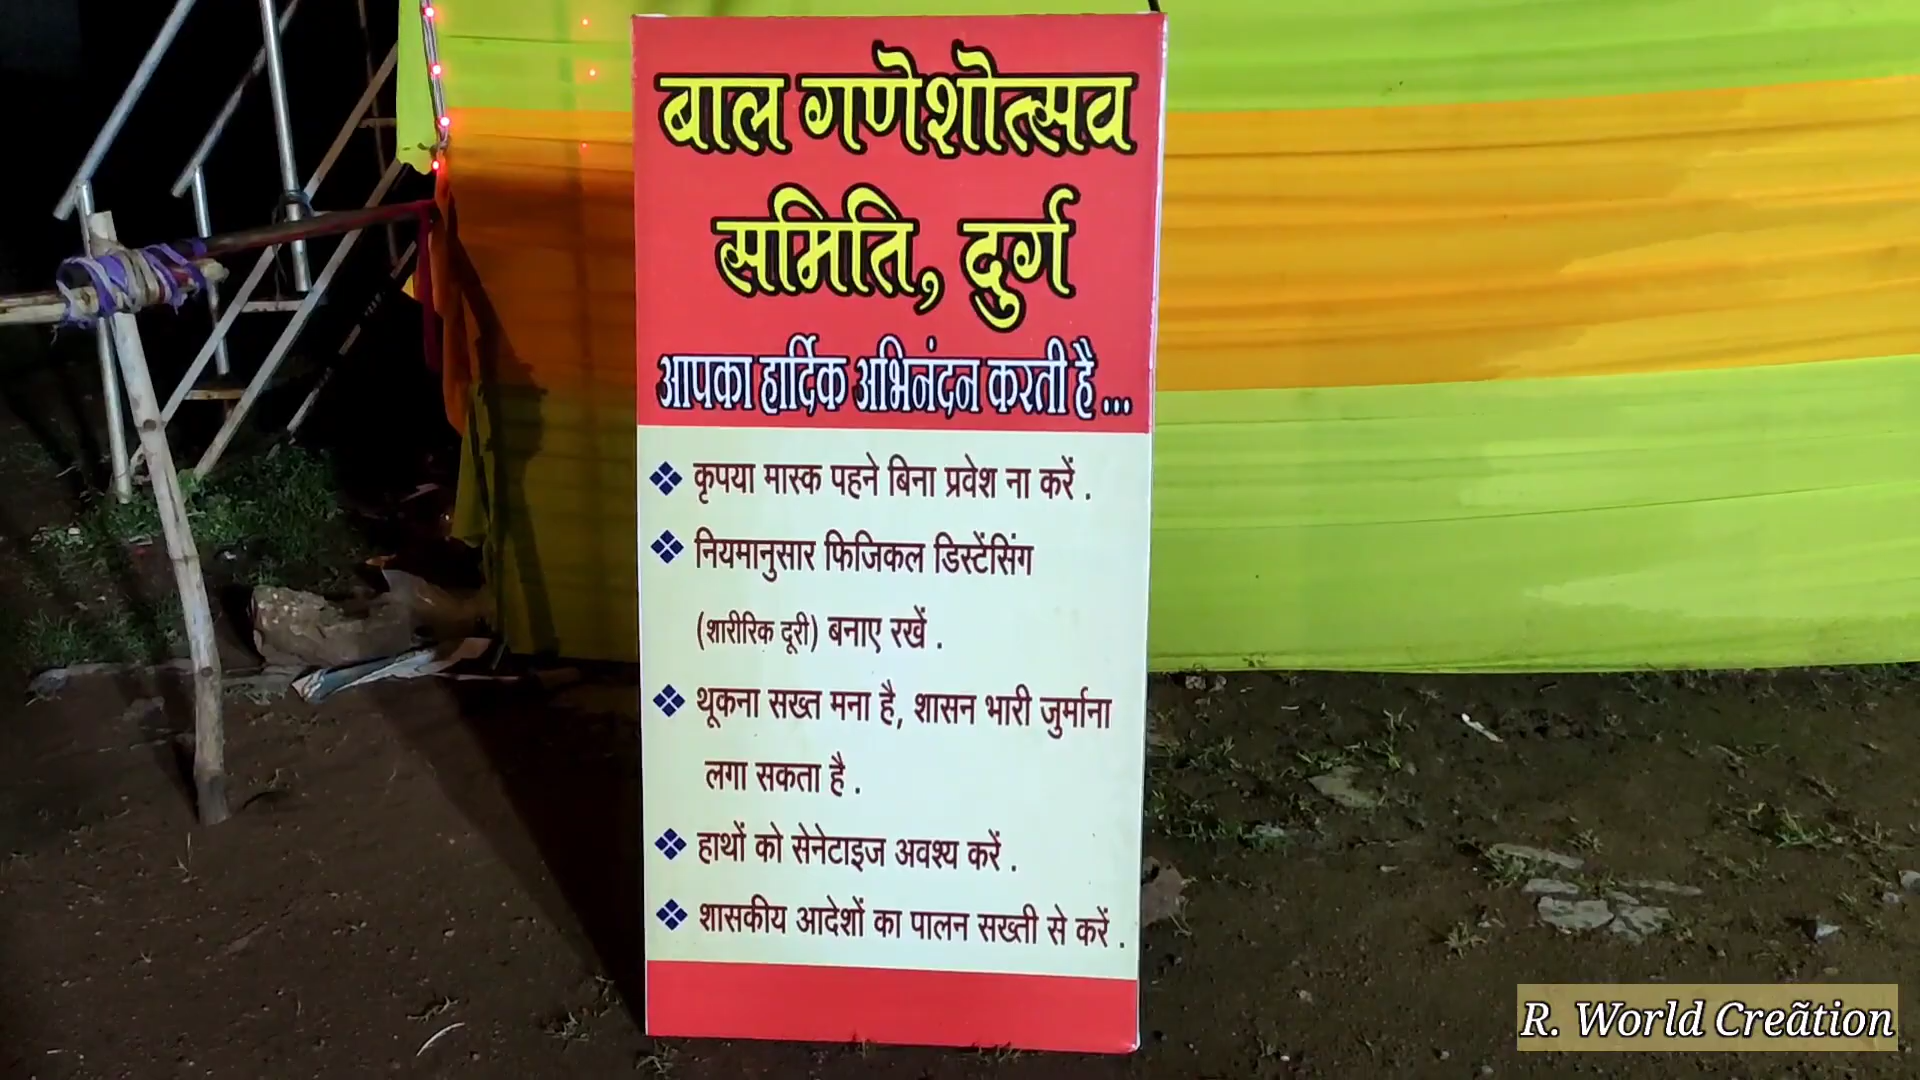 बाल गणेशोत्सव
समिति, दुर्ग
आपका हार्दिक अभिनंदन करती है...
❖ कृपया मास्क पहने बिना प्रवेश ना करें .
❖ नियमानुसार फिजिकल डिस्टेंसिंग
(शारीरिक दूरी) बनाए रखें .
❖ थूकना सख्त मना है, शासन भारी जुर्माना
लगा सकता है .
❖ हाथों को सेनेटाइज अवश्य करें .
❖ शासकीय आदेशों का पालन सख्ती से करें .
R. World Creãtion